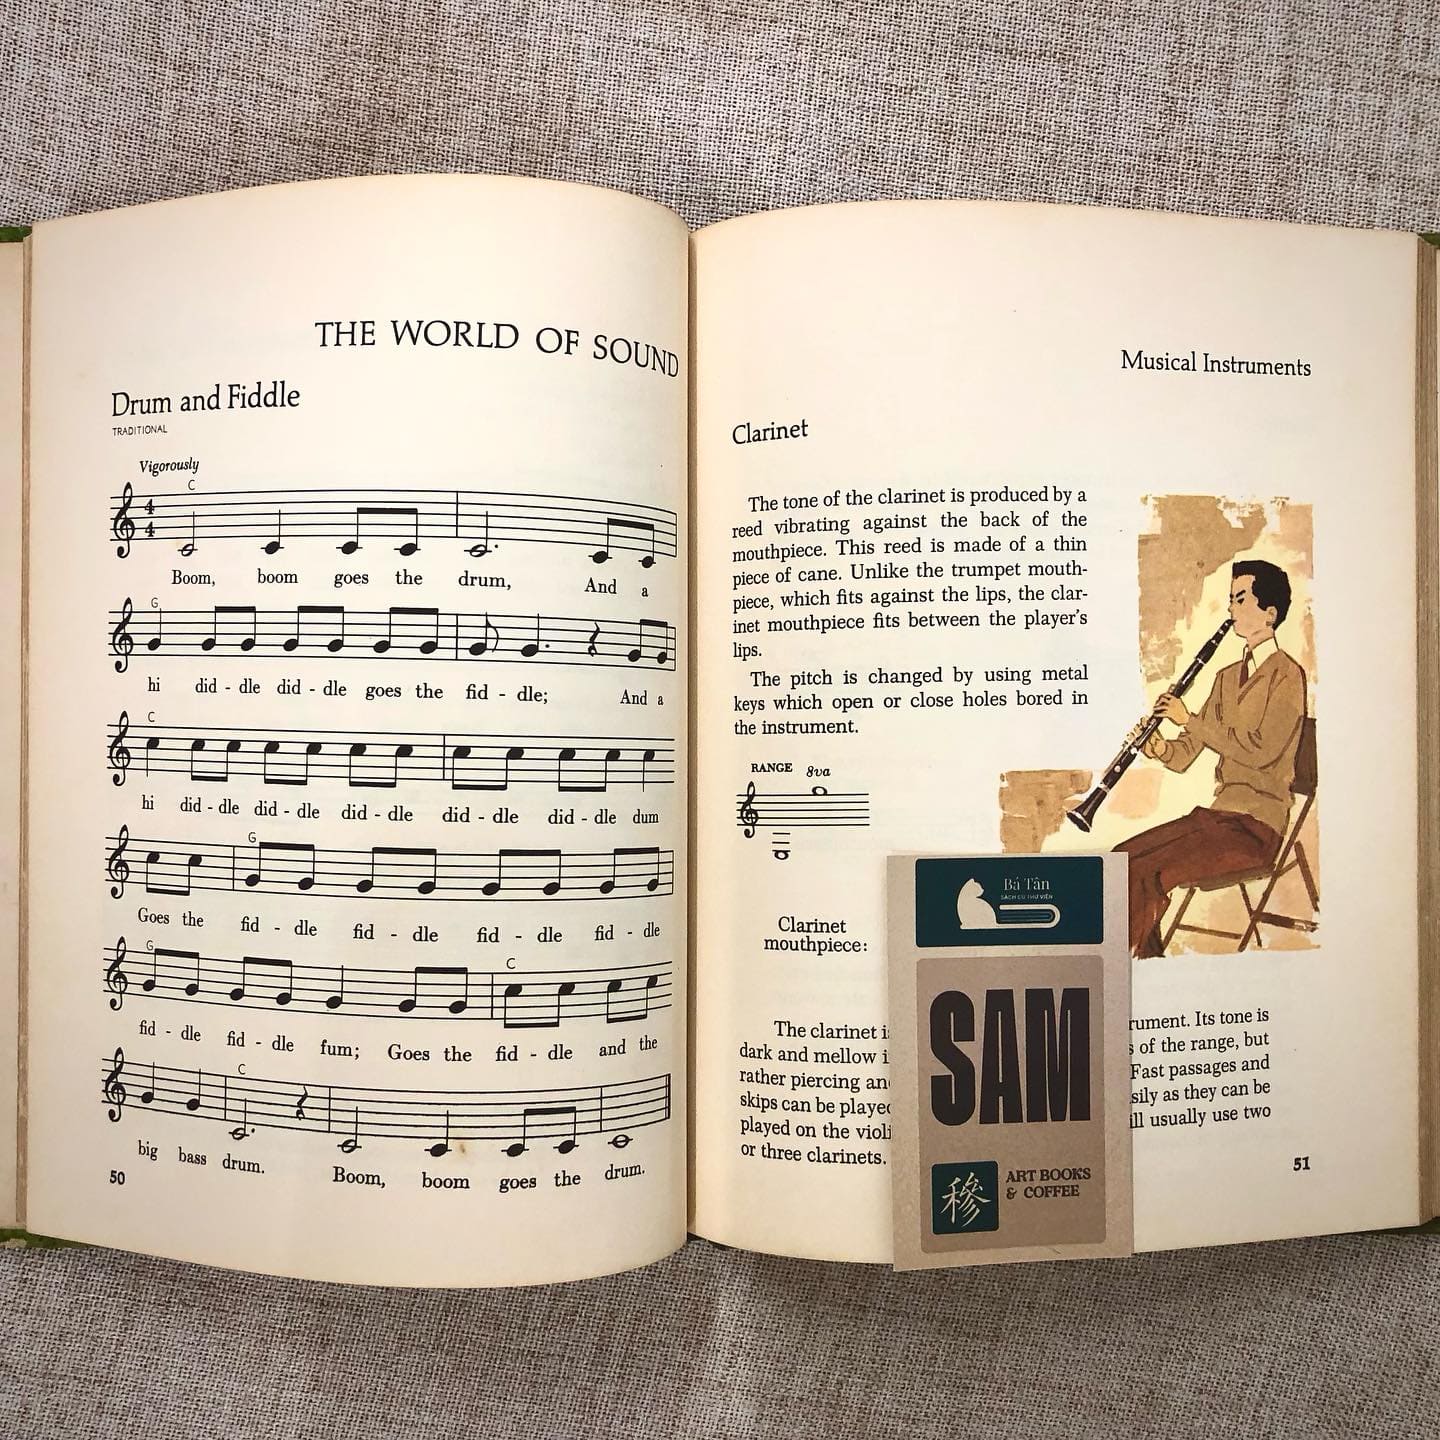 THE WORLD OF SOUND
Drum and Fiddle
TRADITIONAL
Vigorously
C
4
4
Boom, boom goes the drum, And a
G
hi did - dle did - dle goes the fid - dle; And a
C
hi did - dle did - dle did - dle did - dle did - dle dum
G
Goes the fid - dle fid - dle fid - dle fid - dle
G C
fid - dle fid - dle fum; Goes the fid - dle and the
C
big bass drum. Boom, boom goes the drum.
50
Musical Instruments
Clarinet
The tone of the clarinet is produced by a
reed vibrating against the back of the
mouthpiece. This reed is made of a thin
piece of cane. Unlike the trumpet mouth-
piece, which fits against the lips, the clar-
inet mouthpiece fits between the player's
lips.
The pitch is changed by using metal
keys which open or close holes bored in
the instrument.
RANGE 8va
Clarinet
mouthpiece:
The clarinet rument. Its tone is
dark and mellow of the range, but
rather piercing Fast passages and
skips can be as they can be
played on the usually use two
or three clarinets.
51
Bá Tân
SÁCH CŨ THƯ VIỆN
SAM
穇
ART BOOKS
& COFFEE